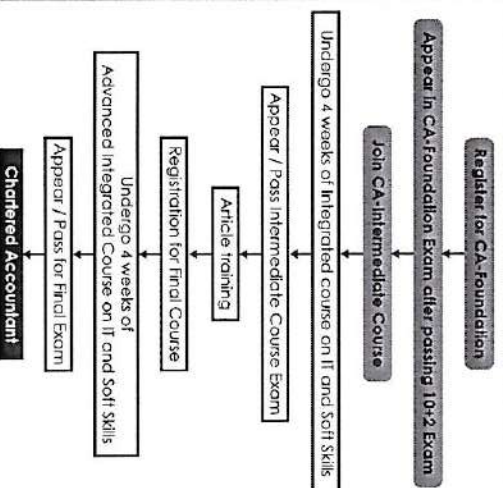 Register for CA-Foundation
Appear in CA-Foundation Exam after passing 10+2 Exam
Join CA-Intermediate Course
Undergo 4 weeks of Integrated course on IT and Soft Skills
Appear / Pass Intermediate Course Exam
Article training
Registration for Final Course
Undergo 4 weeks of
Advanced Integrated Course on IT and Soft Skills
Appear / Pass for Final Exam
Chartered Accountant